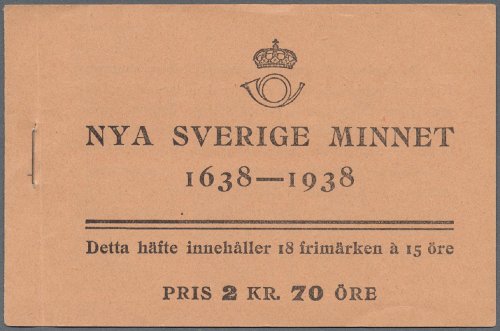 NYA SVERIGE MINNET
1638—1938
Detta häfte innehåller 18 frimärken à 15 öre
PRIS 2 KR. 70 ÖRE